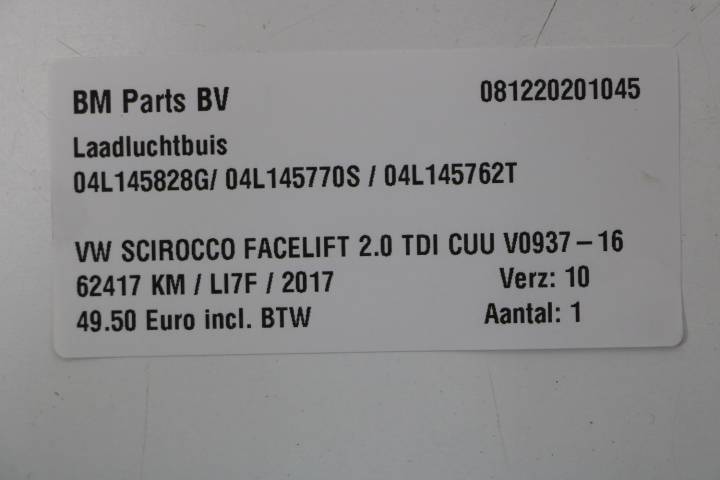 BM Parts BV 081220201045
Laadluchtbuis
04L145828G/ 04L145770S / 04L145762T
VW SCIROCCO FACELIFT 2.0 TDI CUU V0937-16
62417 KM / LI7F / 2017 Verz: 10
49.50 Euro incl. BTW Aantal: 1